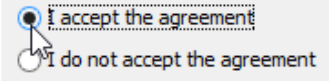 I accept the agreement
I do not accept the agreement